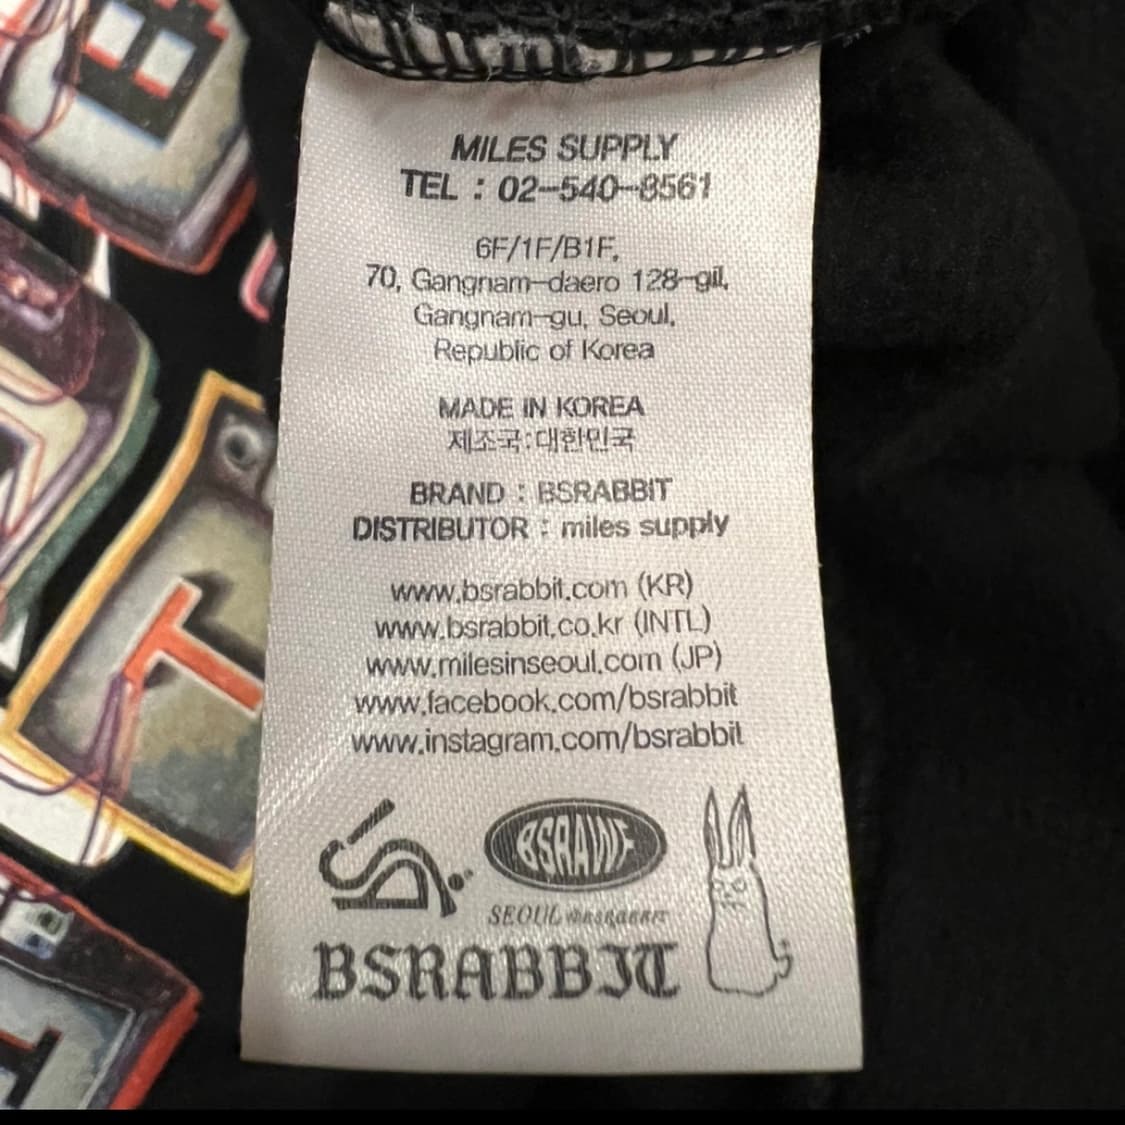 MILES SUPPLY
TEL : 02-540-8561
6F/1F/B1F,
70, Gangnam-daero 128-gil,
Gangnam-gu, Seoul,
Republic of Korea
MADE IN KOREA
제조국:대한민국
BRAND : BSRABBIT
DISTRIBUTOR : miles supply
www.bsrabbit.com (KR)
www.bsrabbit.co.kr (INTL)
www.milesinseoul.com (JP)
www.facebook.com/bsrabbit
www.instagram.com/bsrabbit
BSRAWF
SEOUL @BSRABBIT
BSRABBIT